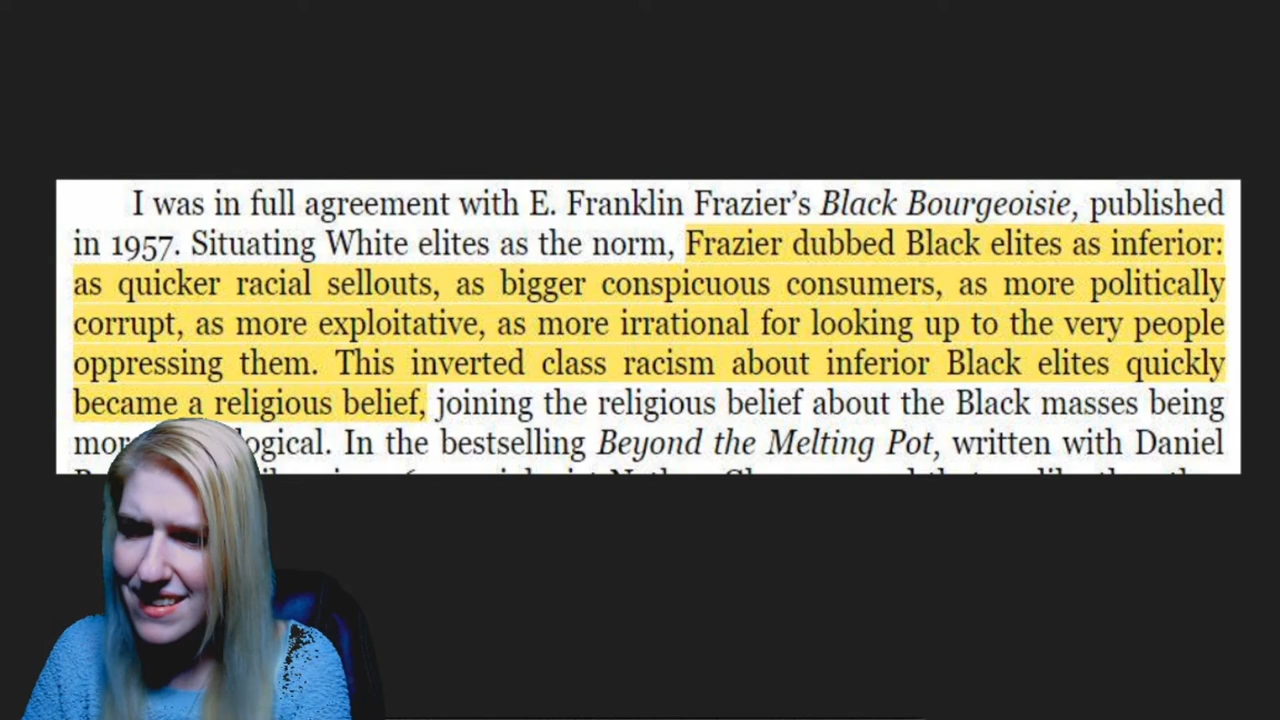 I was in full agreement with E. Franklin Frazier's Black Bourgeoisie, published
in 1957. Situating White elites as the norm, Frazier dubbed Black elites as inferior:
as quicker racial sellouts, as bigger conspicuous consumers, as more politically
corrupt, as more exploitative, as more irrational for looking up to the very people
oppressing them. This inverted class racism about inferior Black elites quickly
became a religious belief, joining the religious belief about the Black masses being
In the bestselling Beyond the Melting Pot, written with Daniel